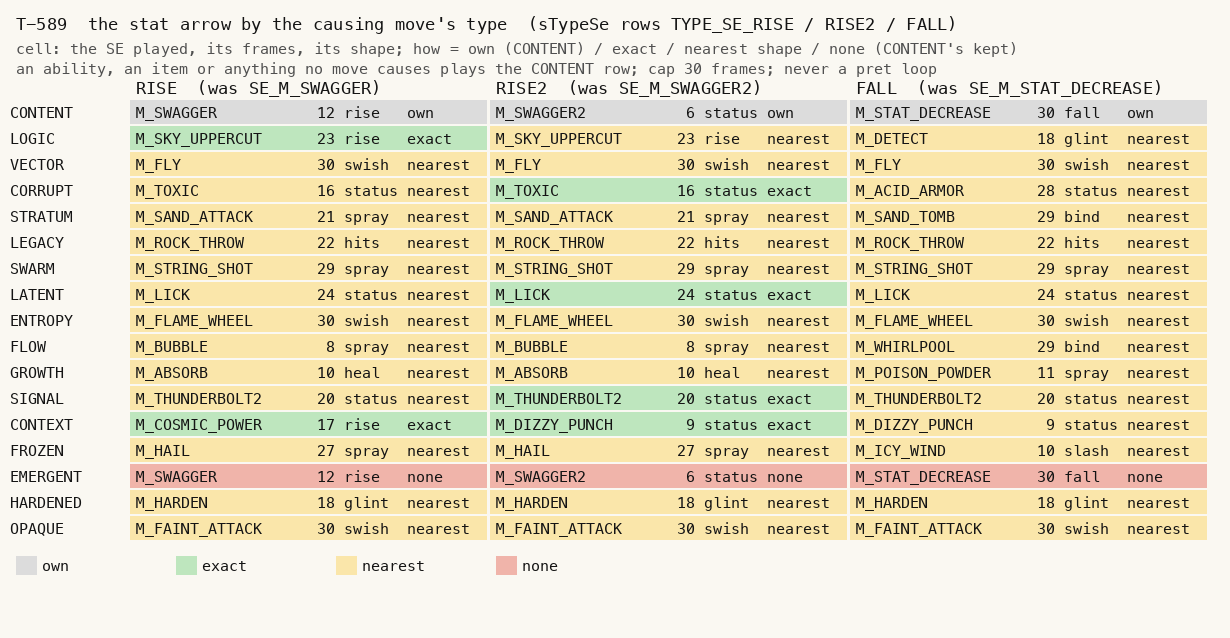 T-589  the stat arrow by the causing move's type  (sTypeSe rows TYPE_SE_RISE / RISE2 / FALL)
cell: the SE played, its frames, its shape; how = own (CONTENT) / exact / nearest shape / none (CONTENT's kept)
an ability, an item or anything no move causes plays the CONTENT row; cap 30 frames; never a pret loop
RISE  (was SE_M_SWAGGER)  RISE2  (was SE_M_SWAGGER2)  FALL  (was SE_M_STAT_DECREASE)
CONTENT  M_SWAGGER  12 rise  own  M_SWAGGER2  6 status own  M_STAT_DECREASE  30 fall  own
LOGIC  M_SKY_UPPERCUT  23 rise  exact  M_SKY_UPPERCUT  23 rise  nearest  M_DETECT  18 glint  nearest
VECTOR  M_FLY  30 swish  nearest  M_FLY  30 swish  nearest  M_FLY  30 swish  nearest
CORRUPT  M_TOXIC  16 status nearest  M_TOXIC  16 status exact  M_ACID_ARMOR  28 status nearest
STRATUM  M_SAND_ATTACK  21 spray  nearest  M_SAND_ATTACK  21 spray  nearest  M_SAND_TOMB  29 bind  nearest
LEGACY  M_ROCK_THROW  22 hits  nearest  M_ROCK_THROW  22 hits  nearest  M_ROCK_THROW  22 hits  nearest
SWARM  M_STRING_SHOT  29 spray  nearest  M_STRING_SHOT  29 spray  nearest  M_STRING_SHOT  29 spray  nearest
LATENT  M_LICK  24 status nearest  M_LICK  24 status exact  M_LICK  24 status nearest
ENTROPY  M_FLAME_WHEEL  30 swish  nearest  M_FLAME_WHEEL  30 swish  nearest  M_FLAME_WHEEL  30 swish  nearest
FLOW  M_BUBBLE  8 spray  nearest  M_BUBBLE  8 spray  nearest  M_WHIRLPOOL  29 bind  nearest
GROWTH  M_ABSORB  10 heal  nearest  M_ABSORB  10 heal  nearest  M_POISON_POWDER  11 spray  nearest
SIGNAL  M_THUNDERBOLT2  20 status nearest  M_THUNDERBOLT2  20 status exact  M_THUNDERBOLT2  20 status nearest
CONTEXT  M_COSMIC_POWER  17 rise  exact  M_DIZZY_PUNCH  9 status exact  M_DIZZY_PUNCH  9 status nearest
FROZEN  M_HAIL  27 spray  nearest  M_HAIL  27 spray  nearest  M_ICY_WIND  10 slash  nearest
EMERGENT  M_SWAGGER  12 rise  none  M_SWAGGER2  6 status none  M_STAT_DECREASE  30 fall  none
HARDENED  M_HARDEN  18 glint  nearest  M_HARDEN  18 glint  nearest  M_HARDEN  18 glint  nearest
OPAQUE  M_FAINT_ATTACK  30 swish  nearest  M_FAINT_ATTACK  30 swish  nearest  M_FAINT_ATTACK  30 swish  nearest
own  exact  nearest  none